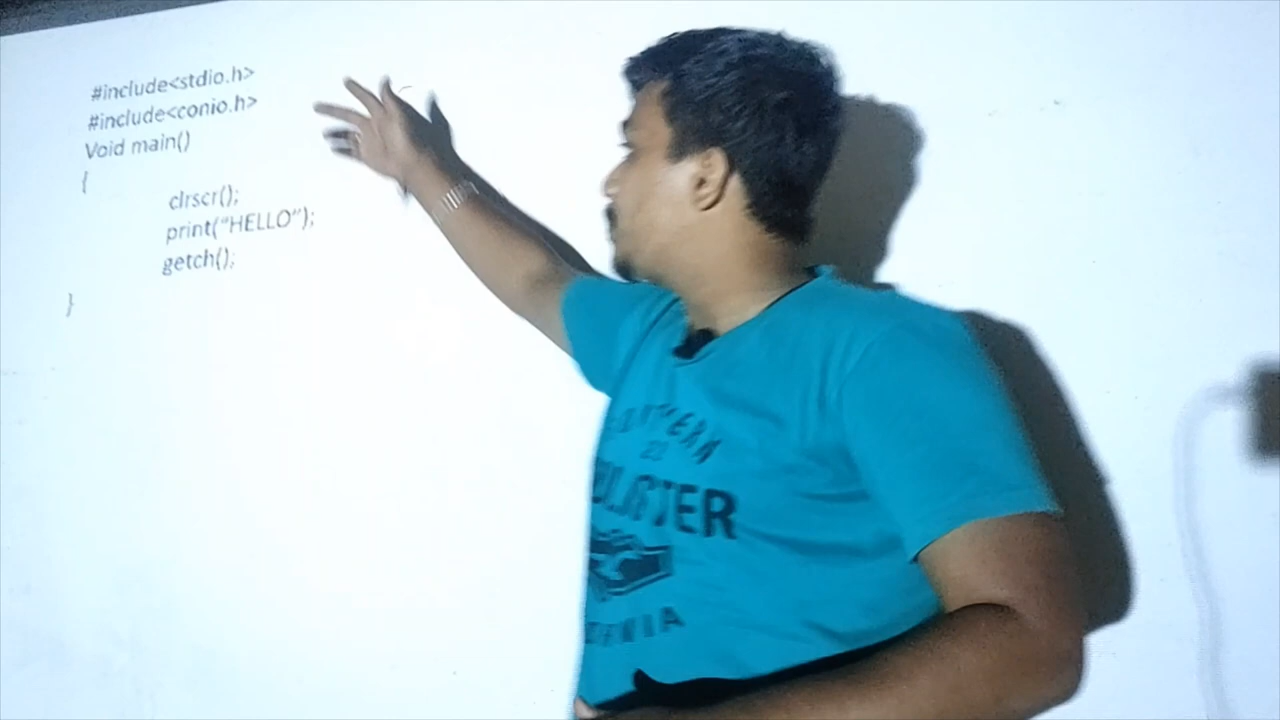 #include<stdio.h>
#include<conio.h>
Void main()
{
clrscr();
print("HELLO");
getch();
}